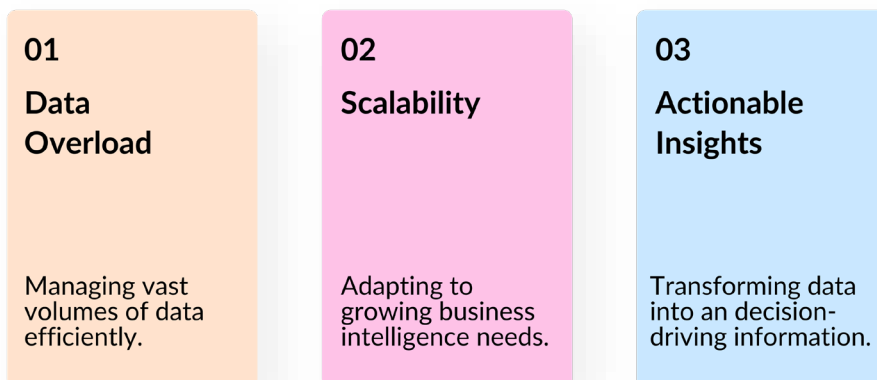 01
Data
Overload
Managing vast
volumes of data
efficiently.
02
Scalability
Adapting to
growing business
intelligence needs.
03
Actionable
Insights
Transforming data
into an decision-
driving information.